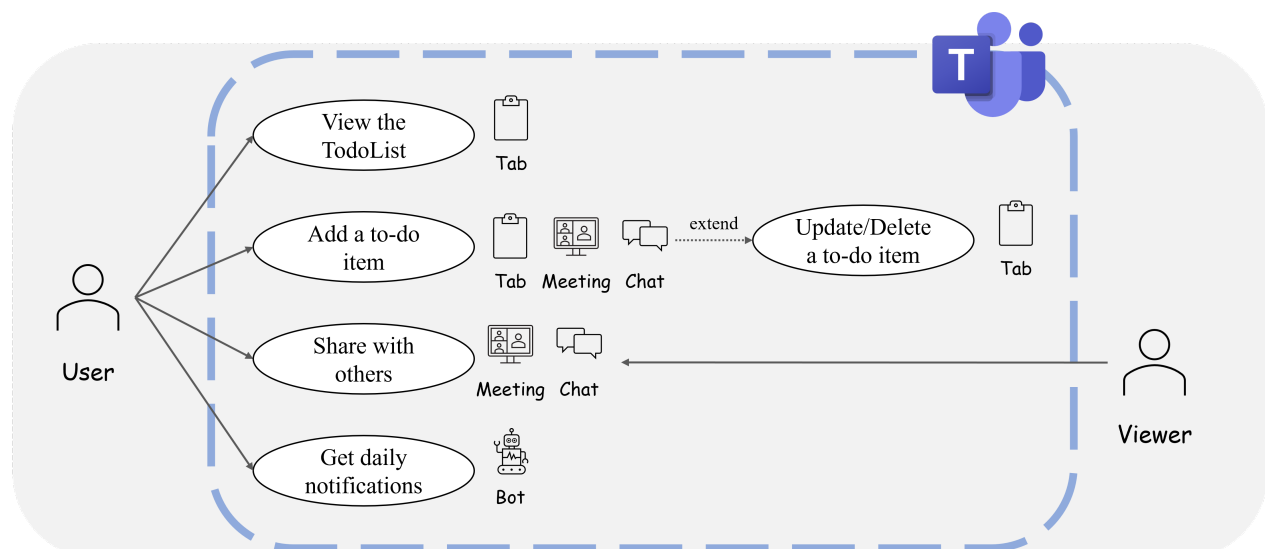 T
View the
TodoList
Tab
Add a to-do
item
Tab Meeting Chat
extend
Update/Delete
a to-do item
Tab
User
Share with
others
Meeting Chat
Viewer
Get daily
notifications
Bot